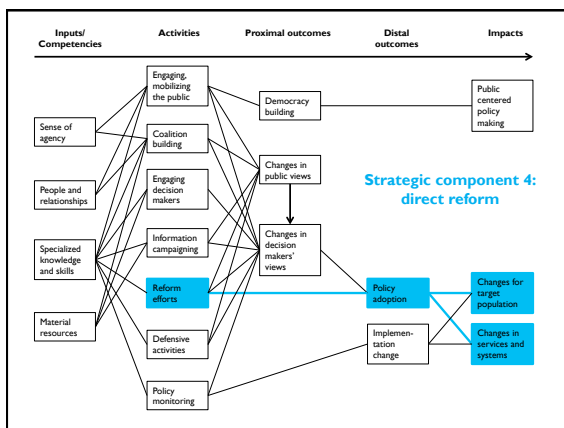 Inputs/
Competencies
Activities
Proximal outcomes
Distal
outcomes
Impacts
Engaging,
mobilizing
the public
Democracy
building
Public
centered
policy
making
Sense of
agency
Coalition
building
Changes in
public views
People and
relationships
Engaging
decision
makers
Strategic component 4:
direct reform
Specialized
knowledge
and skills
Information
campaigning
Changes in
decision
makers'
views
Reform
efforts
Policy
adoption
Changes for
target
population
Material
resources
Defensive
activities
Implemen-
tation
change
Changes in
services and
systems
Policy
monitoring